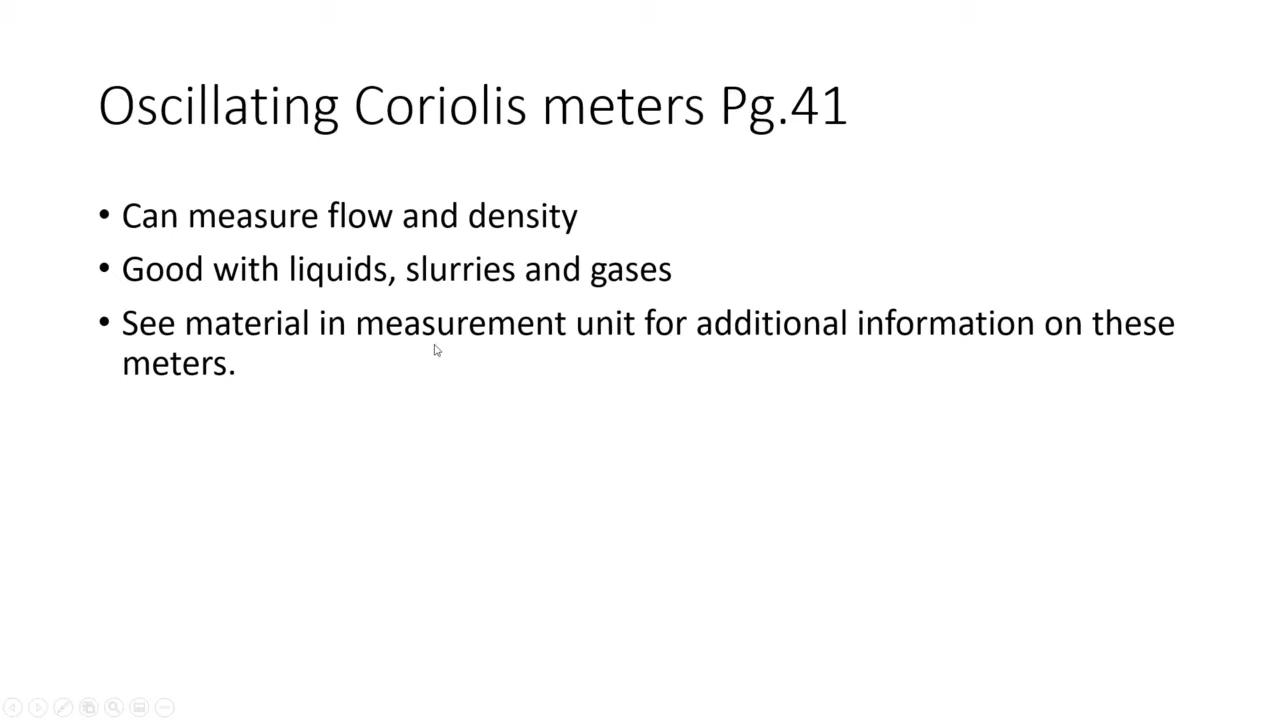 Oscillating Coriolis meters Pg.41
• Can measure flow and density
• Good with liquids, slurries and gases
• See material in measurement unit for additional information on these
meters.